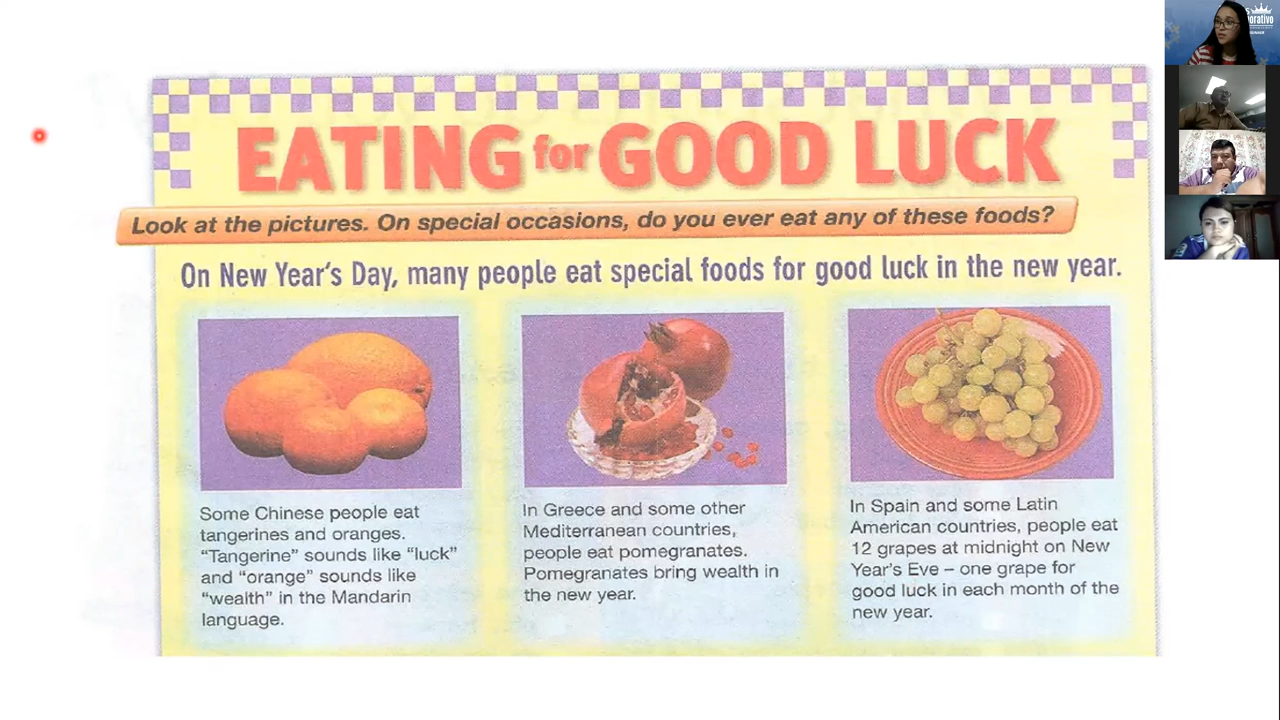 EATING for GOOD LUCK
Look at the pictures. On special occasions, do you ever eat any of these foods?
On New Year's Day, many people eat special foods for good luck in the new year.
Some Chinese people eat
tangerines and oranges.
"Tangerine" sounds like "luck"
and "orange" sounds like
"wealth" in the Mandarin
language.
In Greece and some other
Mediterranean countries,
people eat pomegranates.
Pomegranates bring wealth in
the new year.
In Spain and some Latin
American countries, people eat
12 grapes at midnight on New
Year's Eve – one grape for
good luck in each month of the
new year.